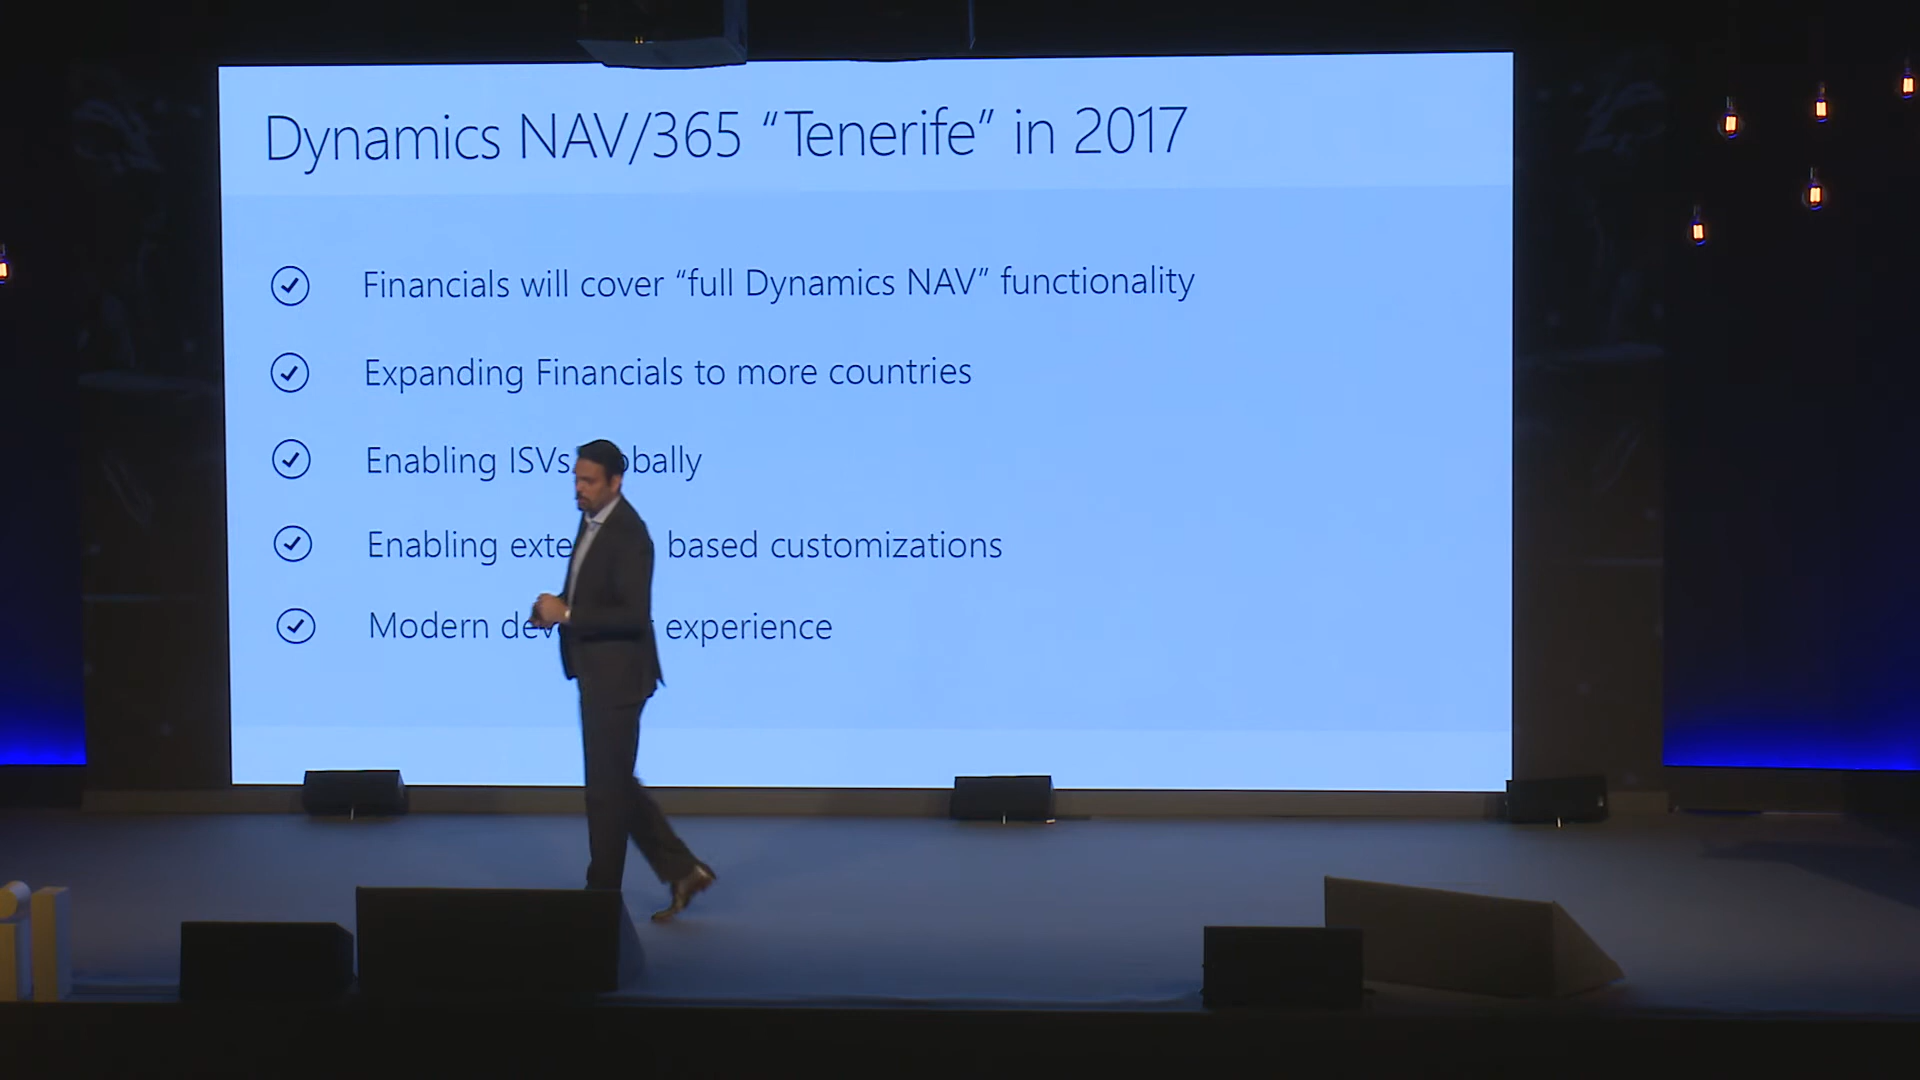 Dynamics NAV/365 “Tenerife” in 2017
Financials will cover “full Dynamics NAV” functionality
Expanding Financials to more countries
Enabling ISVs
Enabling based customizations
Modern experience